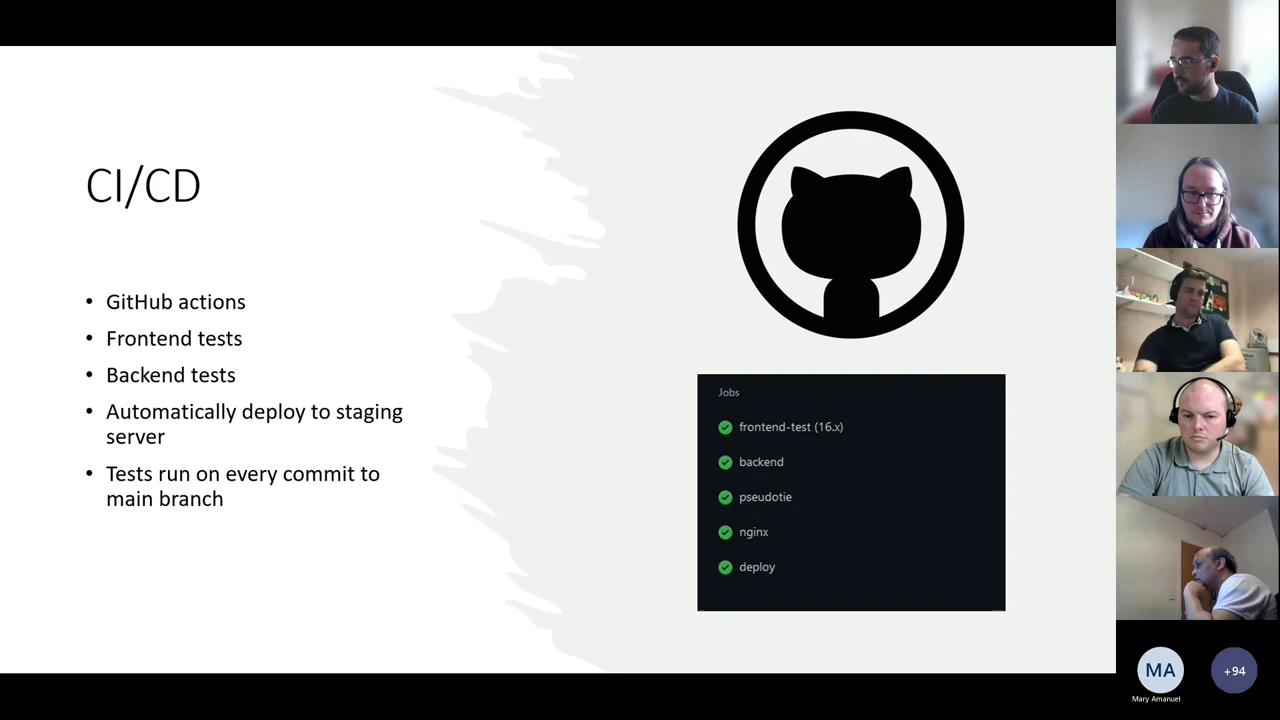 CI/CD
• GitHub actions
• Frontend tests
• Backend tests
• Automatically deploy to staging
server
• Tests run on every commit to
main branch
Jobs
frontend-test (16.x)
backend
pseudotie
nginx
deploy
MA
+94
Mary Amanuel